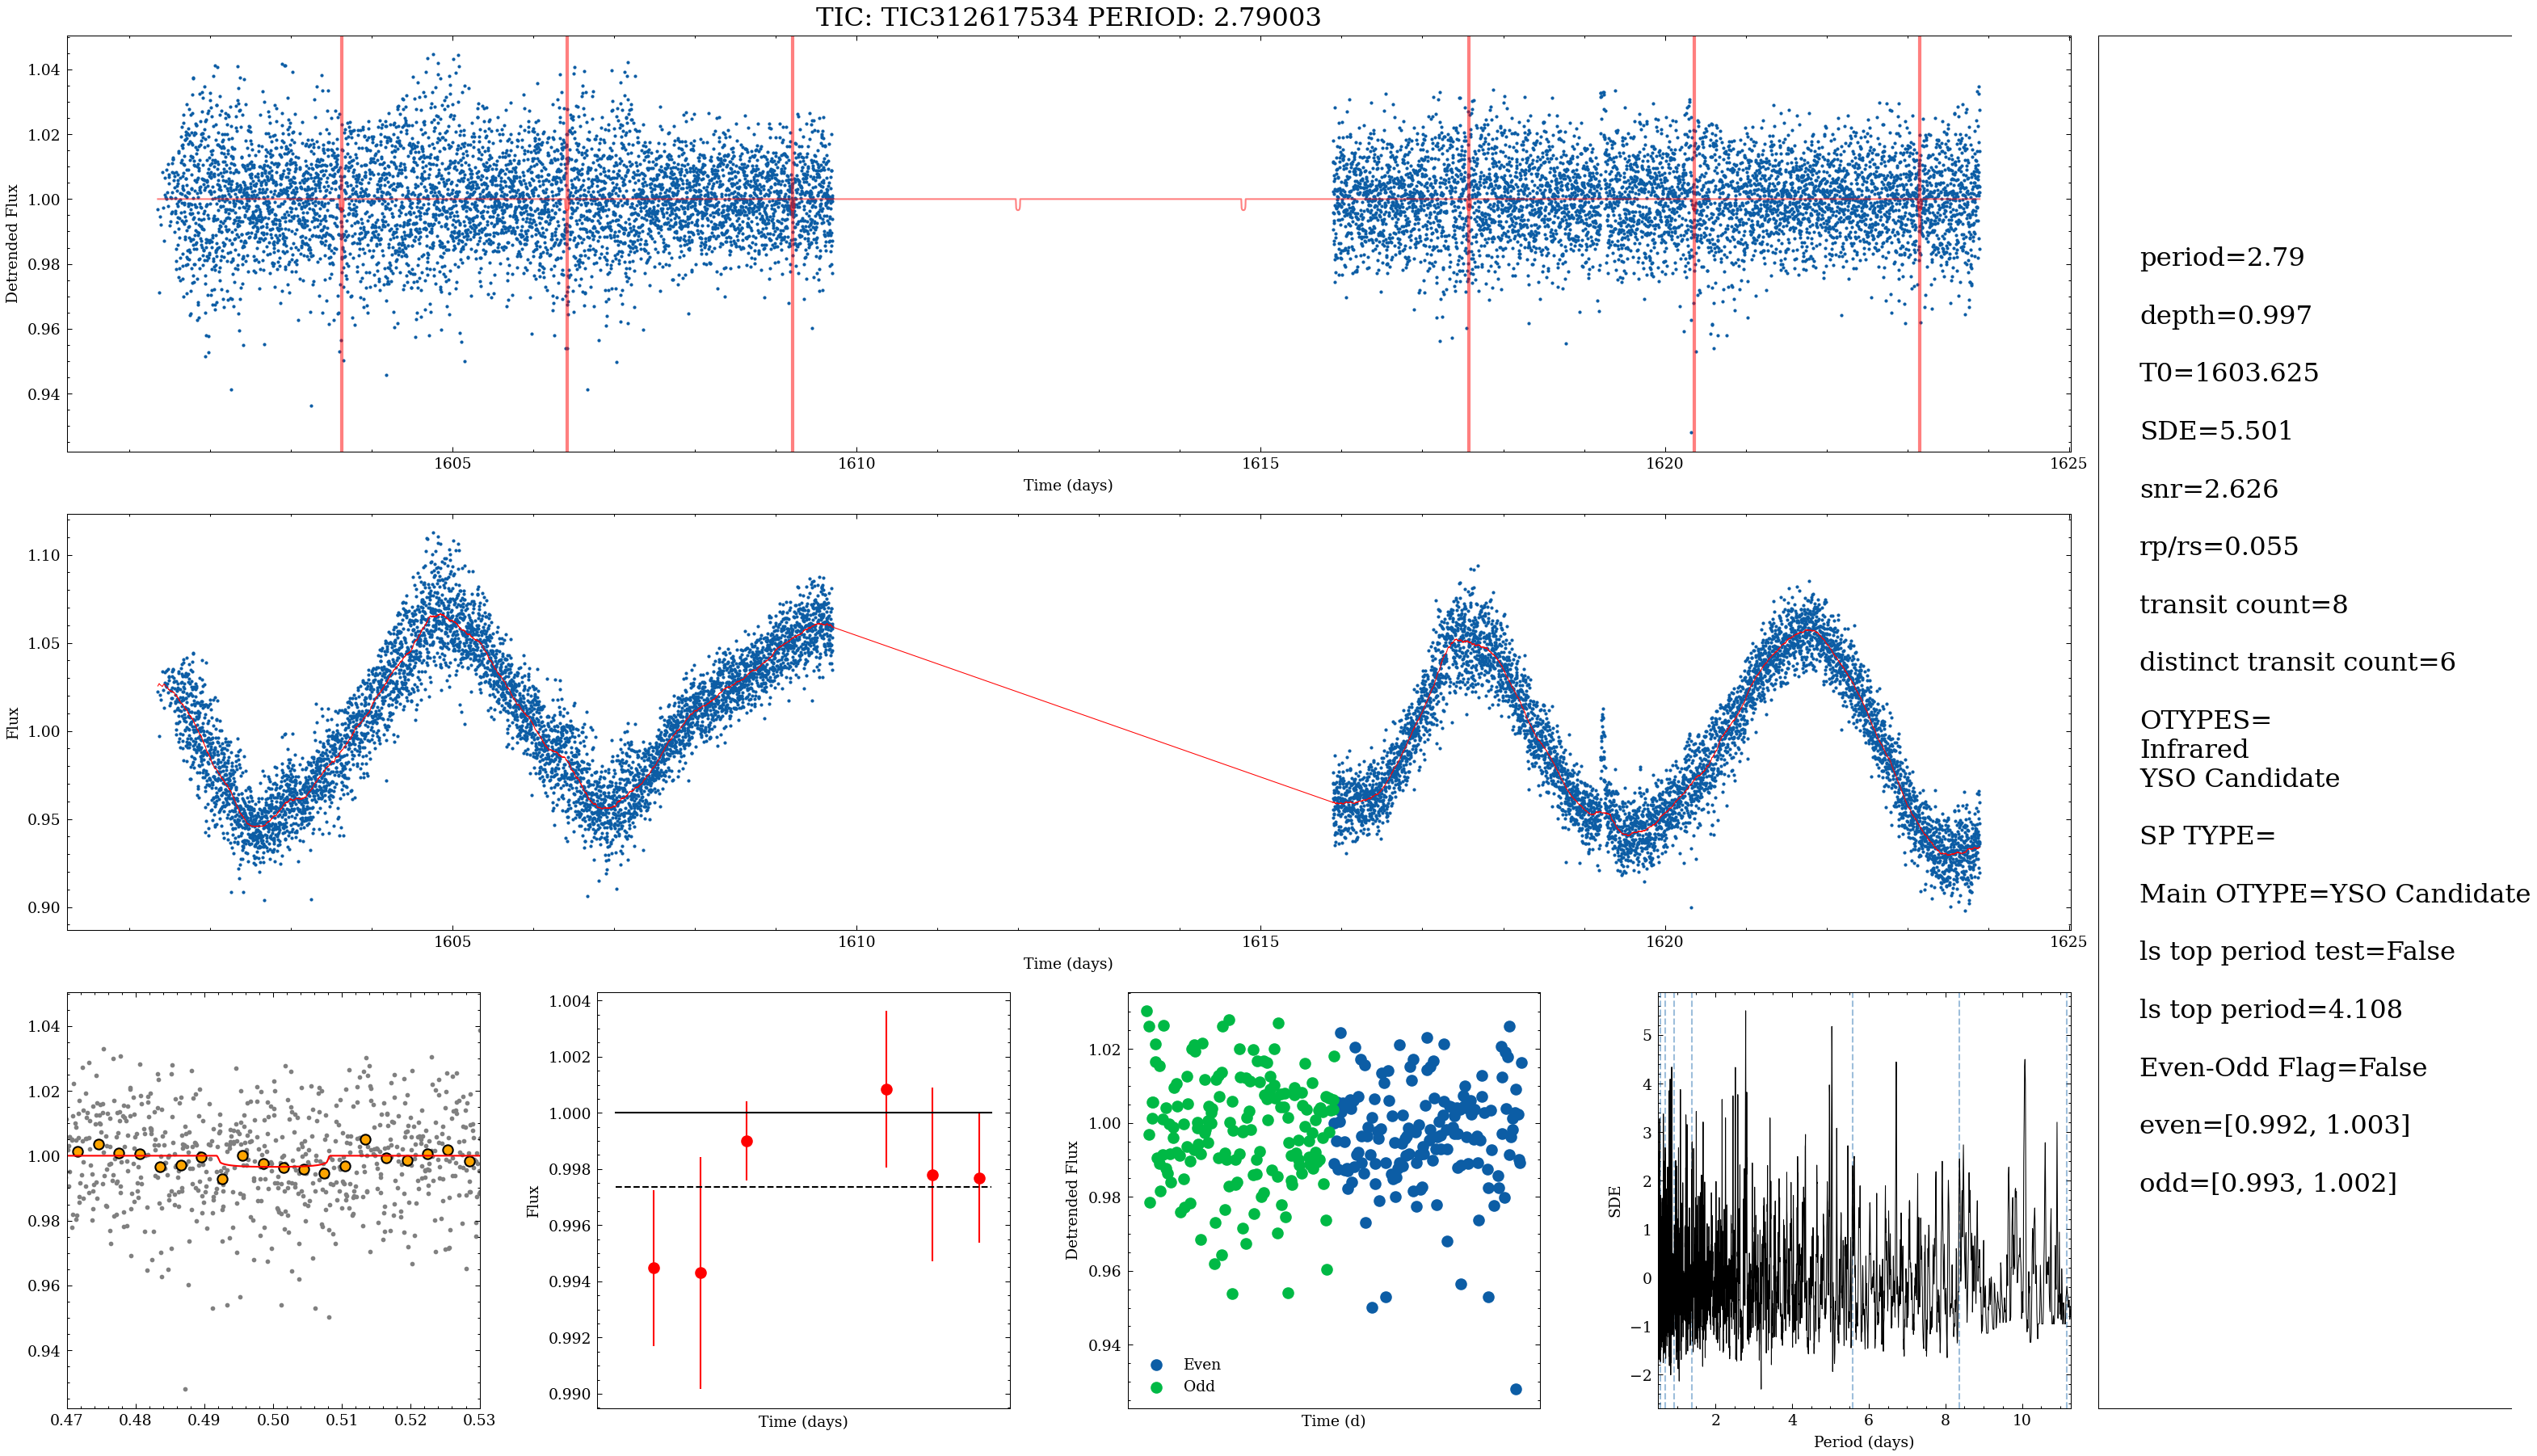 TIC: TIC312617534 PERIOD: 2.79003
1.04
1.02
1.00
0.98
0.96
0.94
Detrended Flux
1605
1610
1615
1620
1625
Time (days)
1.10
1.05
1.00
0.95
0.90
Flux
1605
1610
1615
1620
1625
Time (days)
1.04
1.02
1.00
0.98
0.96
0.94
0.47
0.48
0.49
0.50
0.51
0.52
0.53
1.004
1.002
1.000
0.998
0.996
0.994
0.992
0.990
Flux
Time (days)
1.02
1.00
0.98
0.96
0.94
Detrended Flux
Even
Odd
Time (d)
5
4
3
2
1
0
−1
−2
SDE
2
4
6
8
10
Period (days)
period=2.79
depth=0.997
T0=1603.625
SDE=5.501
snr=2.626
rp/rs=0.055
transit count=8
distinct transit count=6
OTYPES=
Infrared
YSO Candidate
SP TYPE=
Main OTYPE=YSO Candidate
ls top period test=False
ls top period=4.108
Even-Odd Flag=False
even=[0.992, 1.003]
odd=[0.993, 1.002]